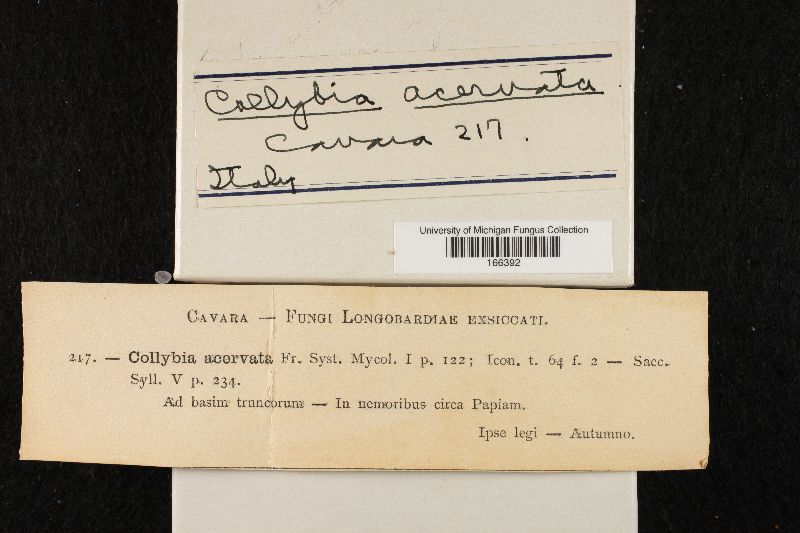 Collybia acervata.
Cavara 217.
Italy
University of Michigan Fungus Collection
166392
CAVARA — FUNGI LONGOBARDIAE EXSICCATI.
217. — Collybia acervata Fr. Syst. Mycol. I p. 122; Icon. t. 64 f. 2 — Sacc.
Syll. V p. 234.
Ad basim truncorum — In nemoribus circa Papiam.
Ipse legi — Autumno.